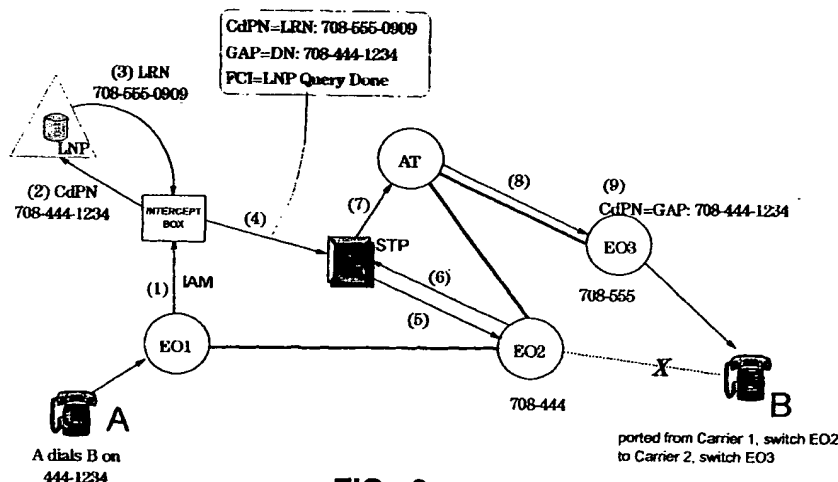 CdPN=LRN: 708-555-0909
GAP=DN: 708-444-1234
FCI=LNP Query Done
(3) LRN
708-555-0909
LNP
(2) CdPN
708-444-1234
INTERCEPT
BOX
(4)
(1)
IAM
EO1
A
A dials B on
444-1234
STP
(7)
AT
(8)
(9)
CdPN=GAP: 708-444-1234
EO3
708-555
(6)
(5)
EO2
708-444
X
B
ported from Carrier 1, switch EO2
to Carrier 2, switch EO3